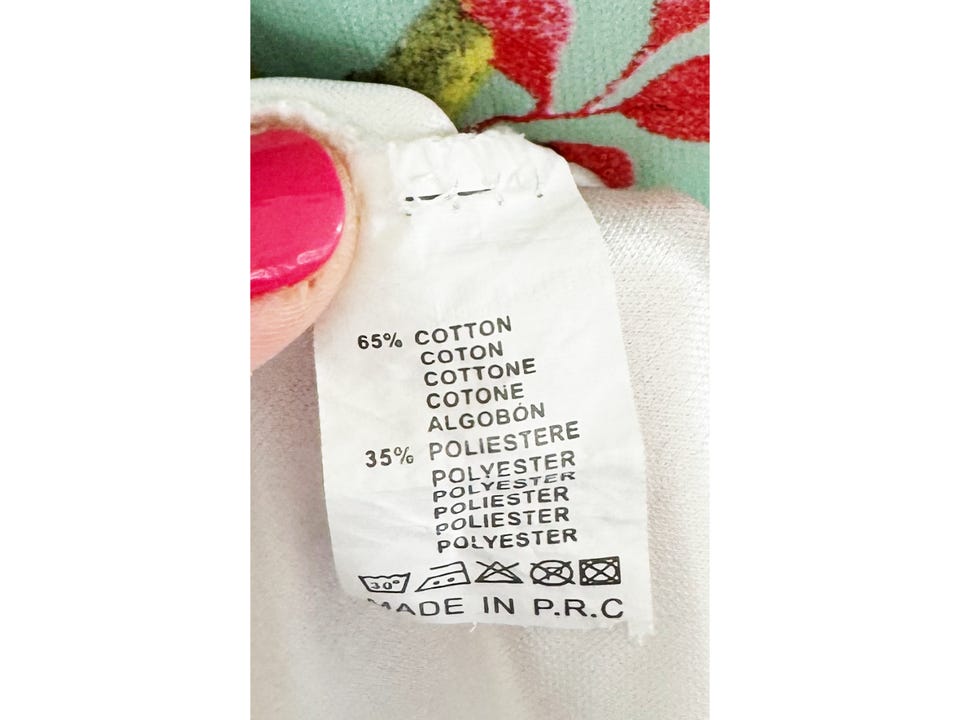 65% COTTON
COTON
COTTONE
COTONE
ALGOBÓN
35% POLIESTERE
POLYESTER
POLYESTER
POLIESTER
POLIESTER
POLYESTER
30°
MADE IN P.R.C